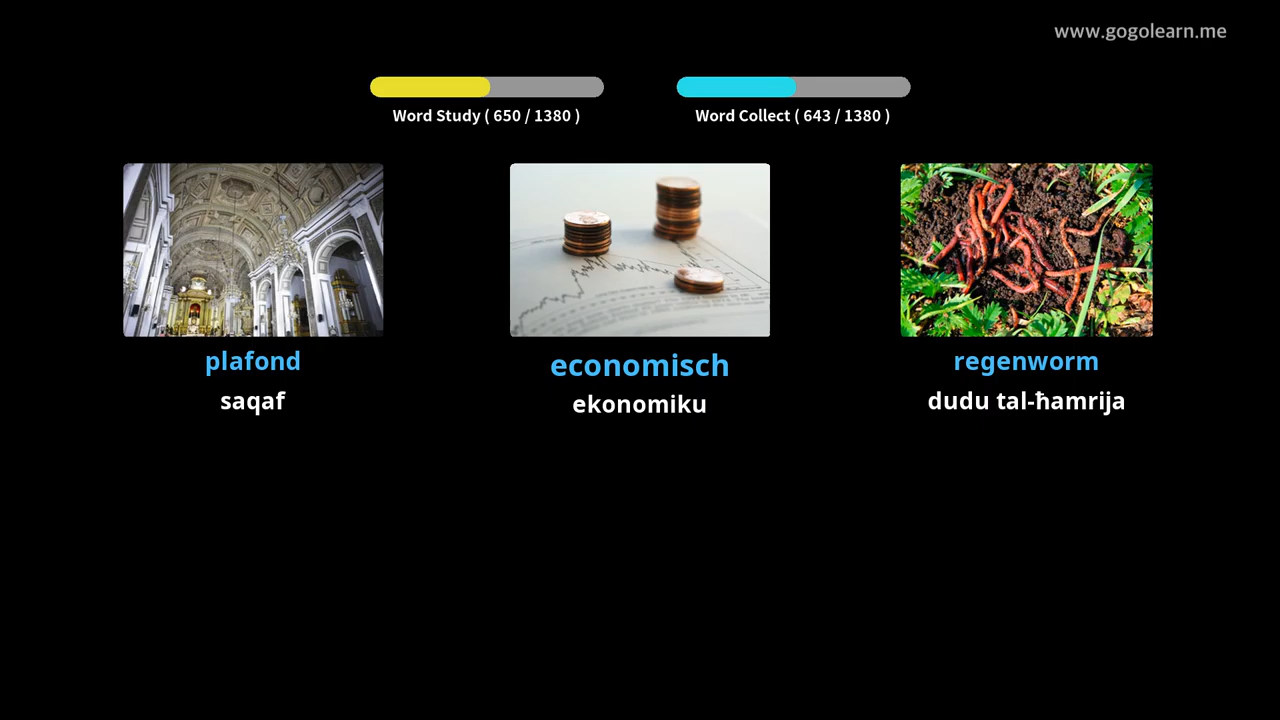 www.gogolearn.me
Word Study ( 650 / 1380 )
Word Collect ( 643 / 1380 )
plafond
saqaf
economisch
ekonomiku
regenworm
dudu tal-ħamrija